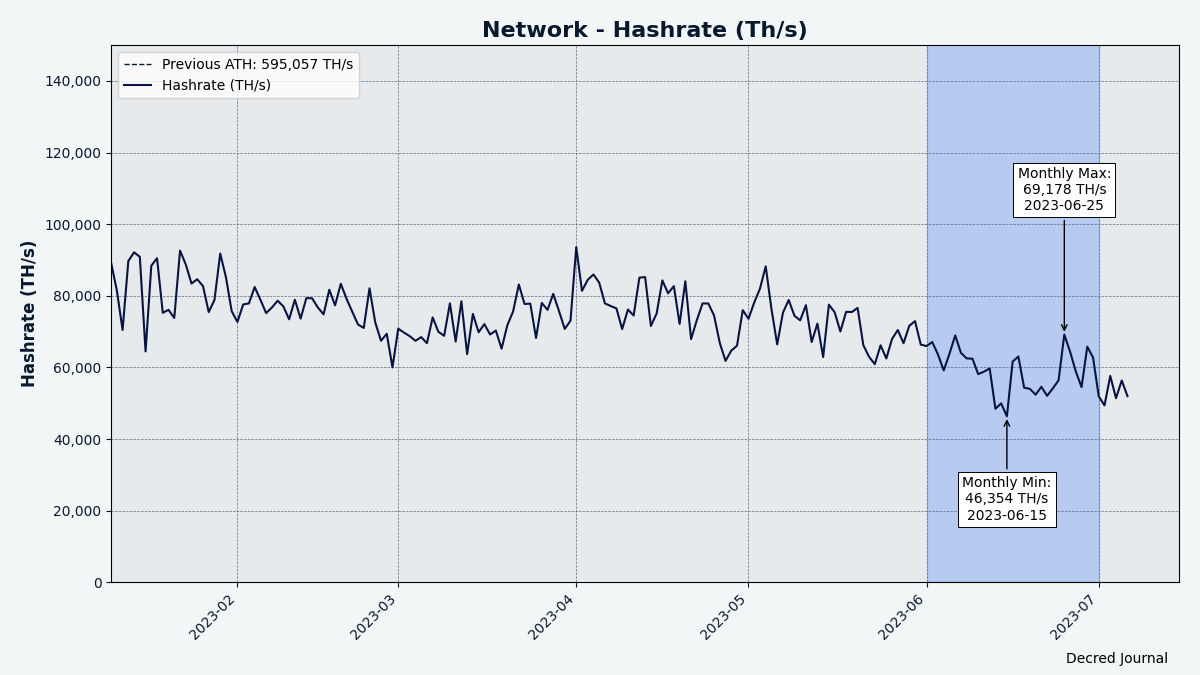 Network - Hashrate (Th/s)
Previous ATH: 595,057 TH/s
Hashrate (TH/s)
Hashrate (TH/s)
140,000
120,000
100,000
80,000
60,000
40,000
20,000
0
Monthly Max:
69,178 TH/s
2023-06-25
Monthly Min:
46,354 TH/s
2023-06-15
2023-02
2023-03
2023-04
2023-05
2023-06
2023-07
Decred Journal